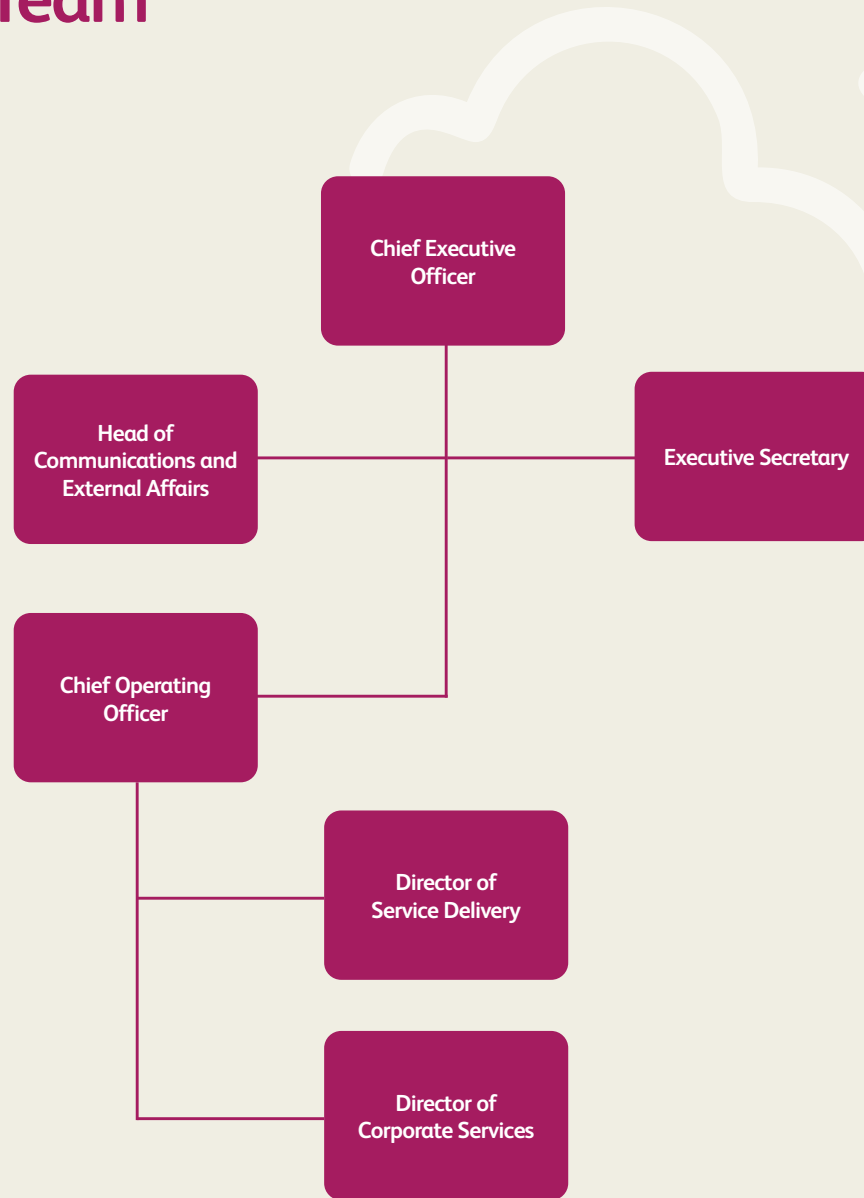 Team
Chief Executive
Officer
Head of
Communications and
External Affairs
Executive Secretary
Chief Operating
Officer
Director of
Service Delivery
Director of
Corporate Services